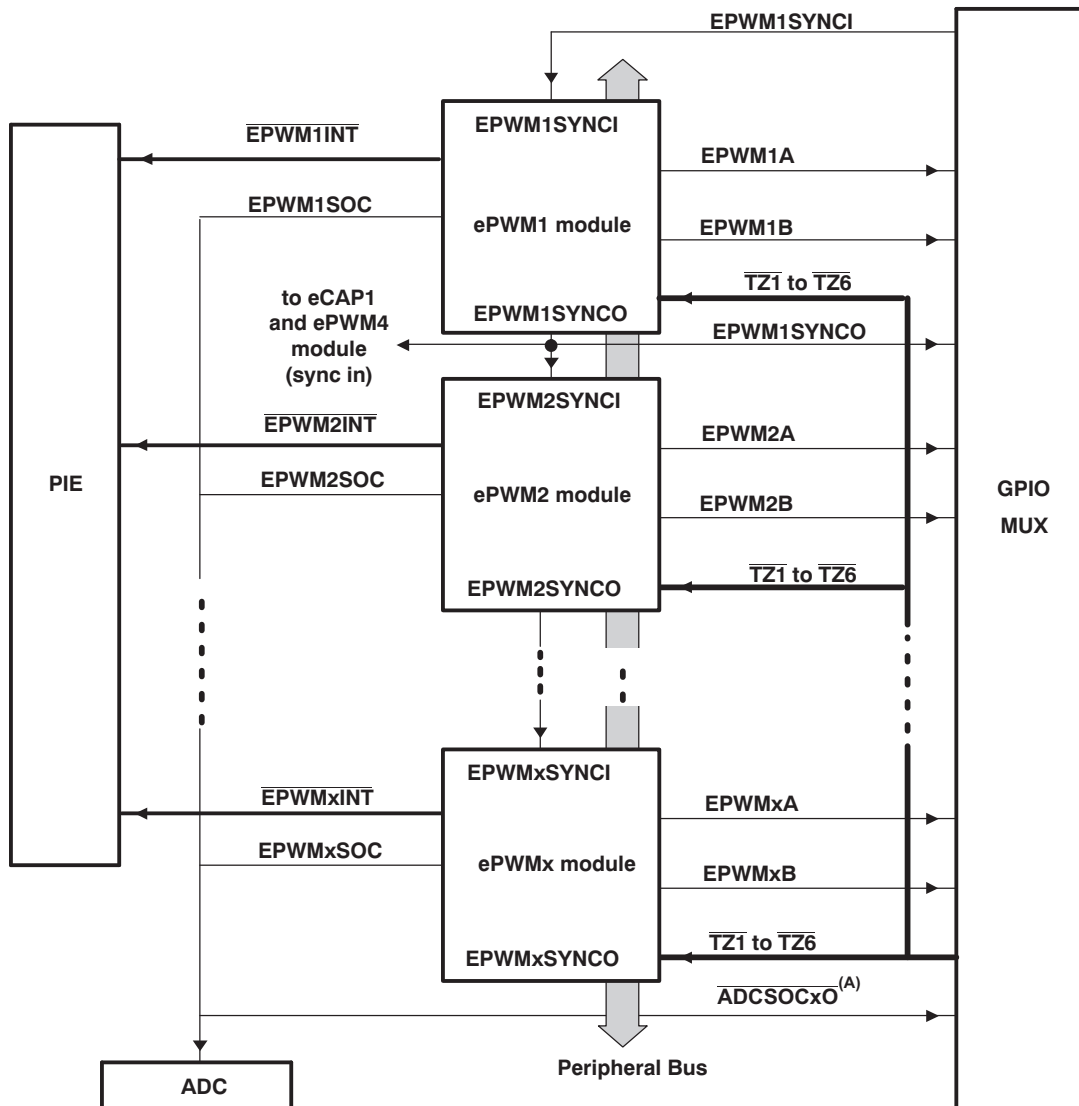 EPWM1SYNCI
EPWM1SYNCI
EPWM1INT
EPWM1A
EPWM1SOC
ePWM1 module
EPWM1B
TZ1 to TZ6
to eCAP1
and ePWM4
module
(sync in)
EPWM1SYNCO
EPWM1SYNCO
EPWM2SYNCI
EPWM2INT
EPWM2A
PIE
EPWM2SOC
ePWM2 module
EPWM2B
GPIO
MUX
TZ1 to TZ6
EPWM2SYNCO
EPWMxSYNCI
EPWMxINT
EPWMxA
EPWMxSOC
ePWMx module
EPWMxB
TZ1 to TZ6
EPWMxSYNCO
ADCSOCxO(A)
Peripheral Bus
ADC